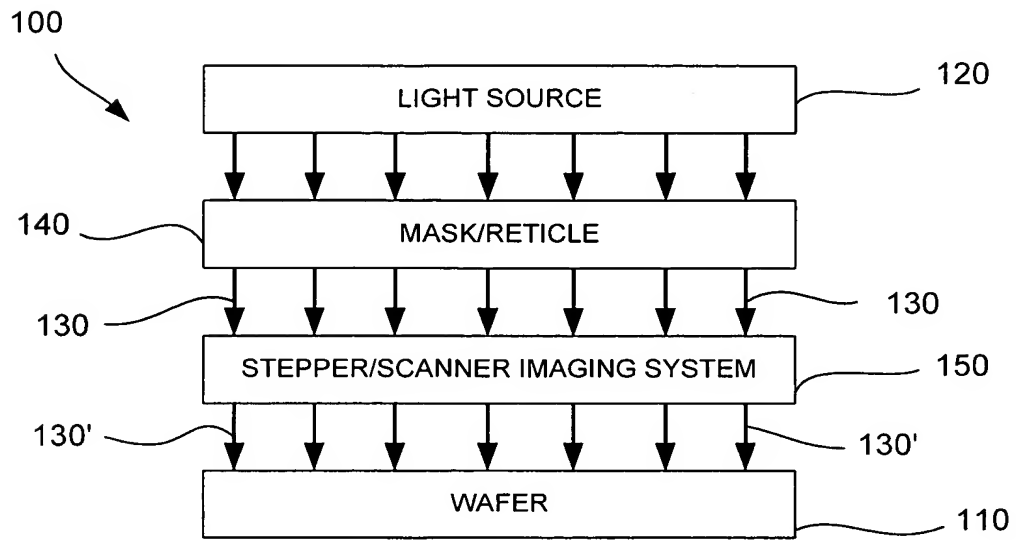 100
LIGHT SOURCE
120
140
MASK/RETICLE
130
130
STEPPER/SCANNER IMAGING SYSTEM
150
130'
130'
WAFER
110